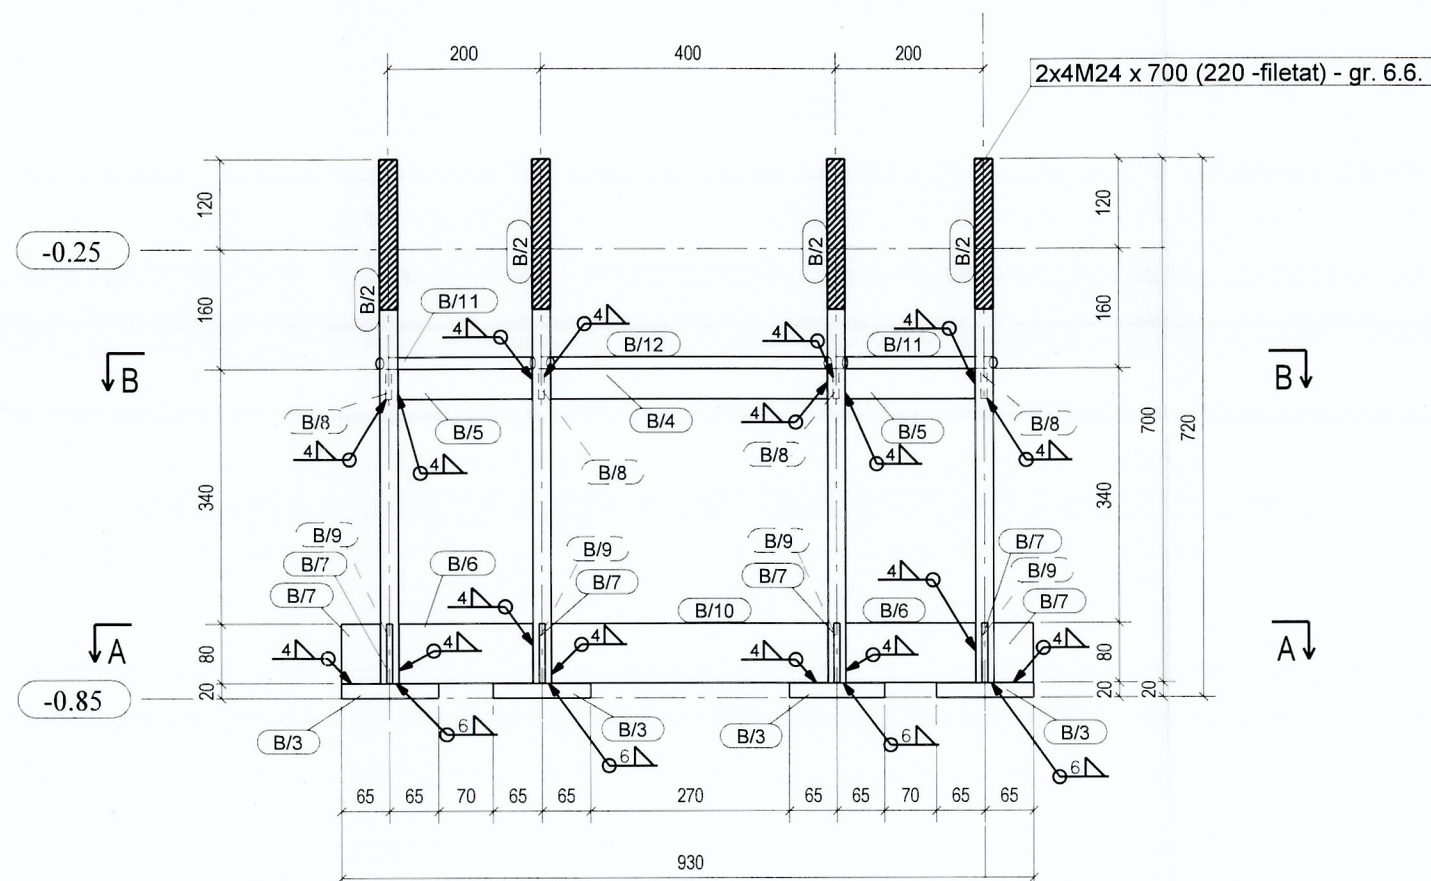 200
400
200
2x4M24 x 700 (220 -filetat) - gr. 6.6.
120
120
-0.25
B/2
B/2
B/2
B/2
160
160
B/11
4
4
B/12
4
B/11
4
B
B
B/8
B/5
B/4
4
B/5
B/8
4
4
B/8
B/8
4
4
700
720
340
340
B/9
B/7
B/7
B/6
B/9
B/7
4
B/9
B/7
4
B/7
B/9
B/7
B/10
B/6
A
A
4
4
4
4
4
4
80
80
20
20
20
-0.85
B/3
6
B/3
6
B/3
6
B/3
6
65
65
70
65
65
270
65
65
70
65
65
930